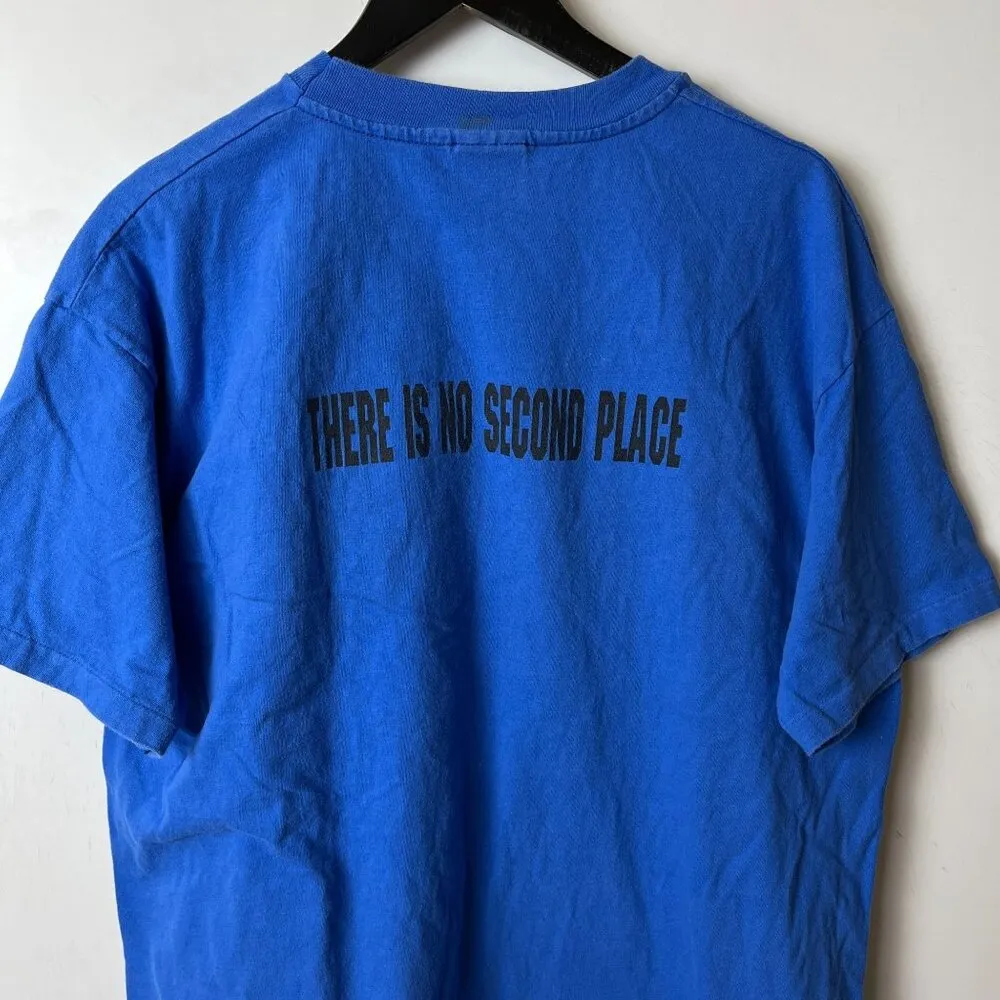 THERE IS NO SECOND PLACE